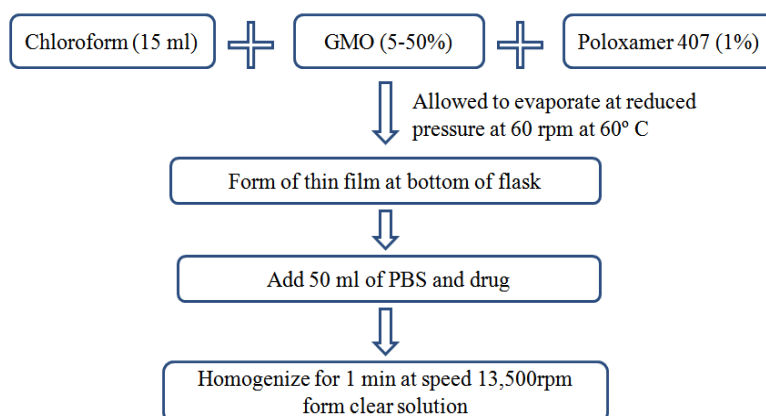 Chloroform (15 ml)
GMO (5-50%)
Poloxamer 407 (1%)
Allowed to evaporate at reduced
pressure at 60 rpm at 60º C
Form of thin film at bottom of flask
Add 50 ml of PBS and drug
Homogenize for 1 min at speed 13,500rpm
form clear solution